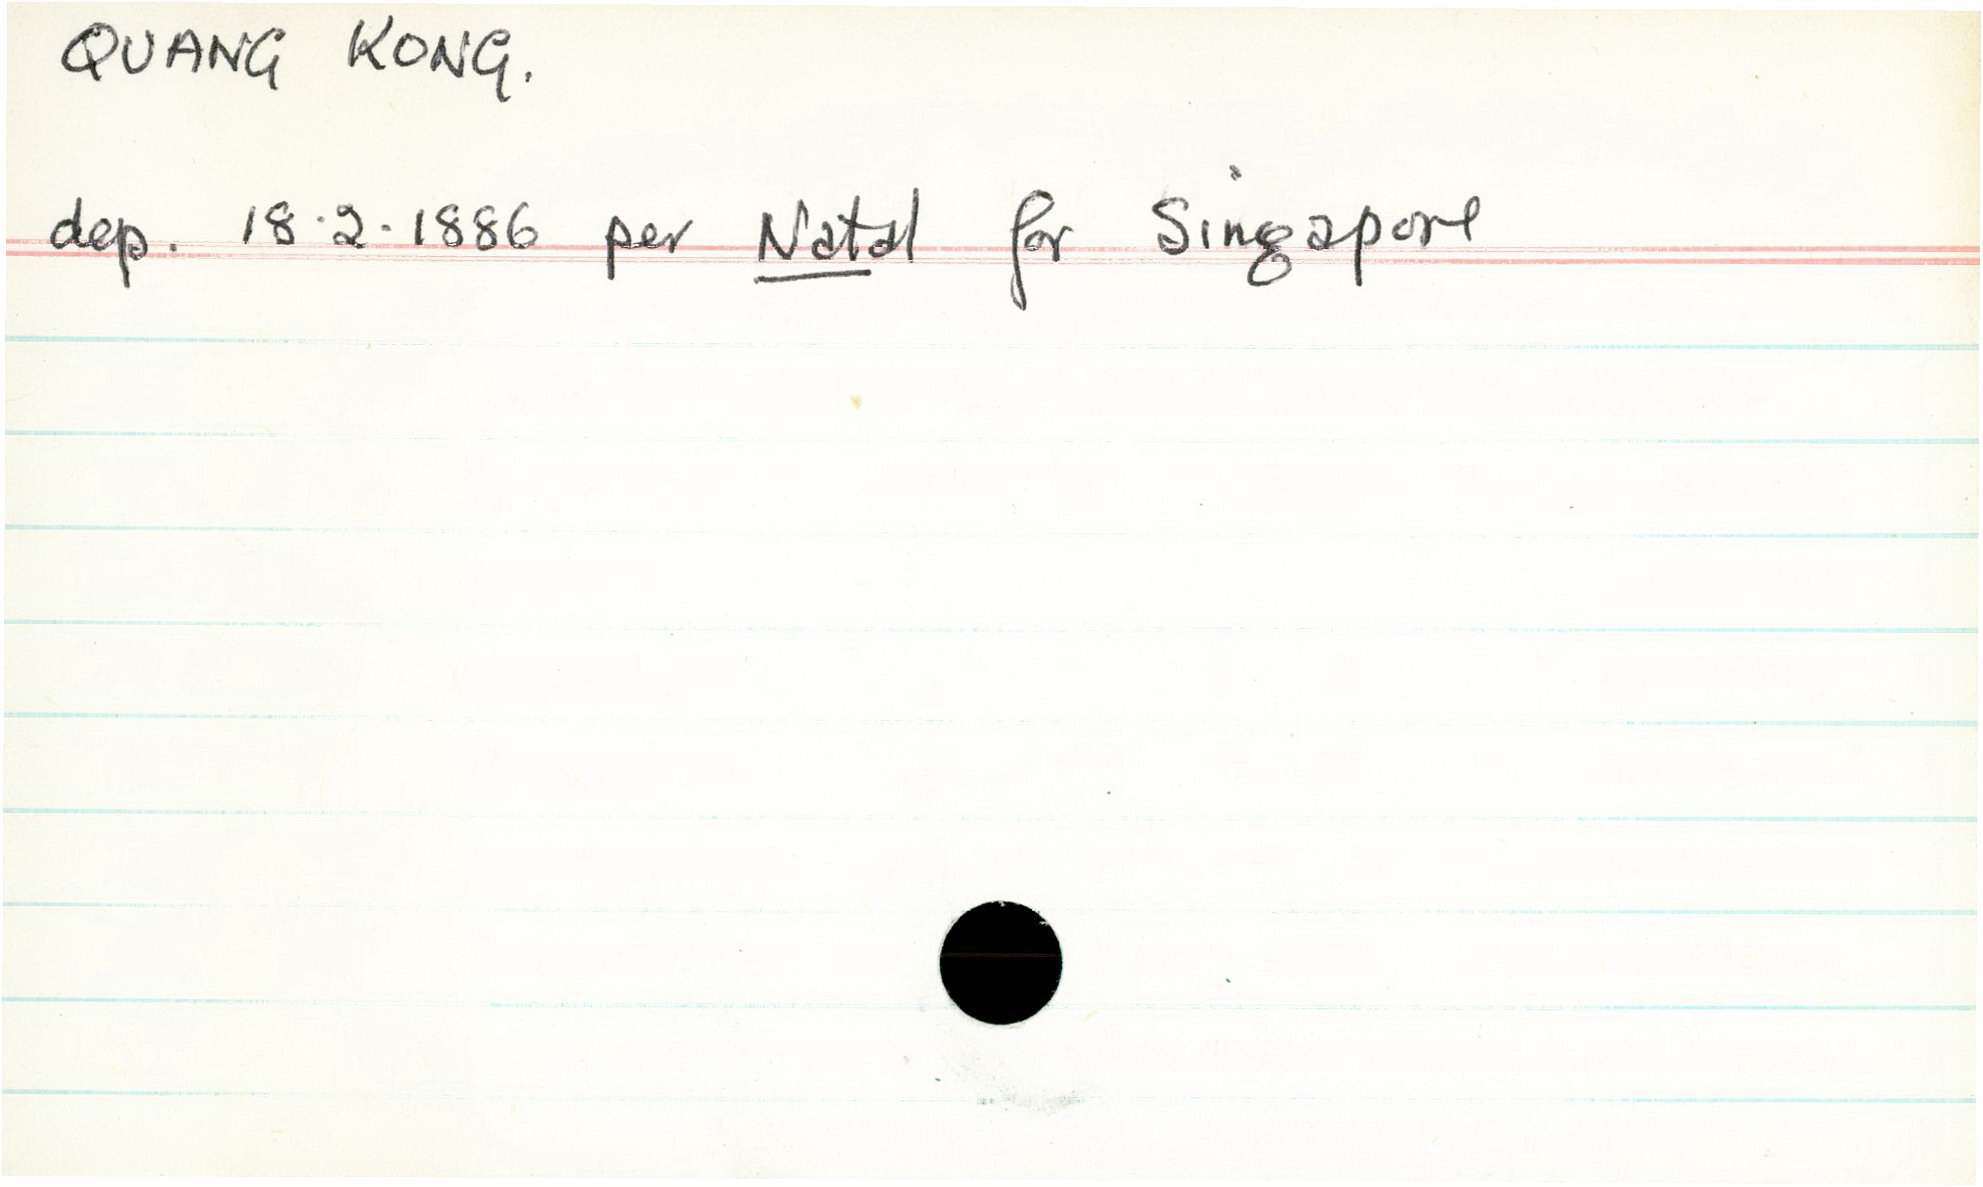 QUANG KONG.
dep. 18.2.1886 per Natal for Singapore